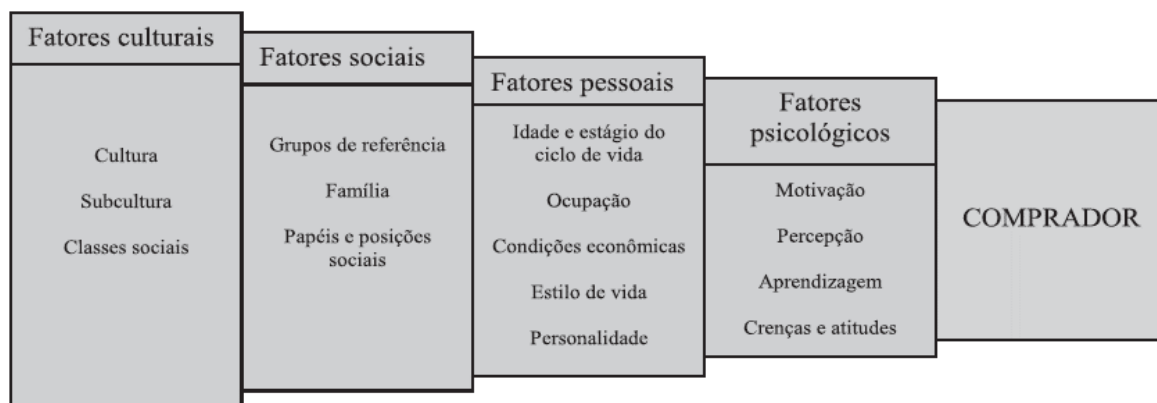 Fatores culturais
Cultura
Subcultura
Classes sociais
Fatores sociais
Grupos de referência
Família
Papéis e posições
sociais
Fatores pessoais
Idade e estágio do
ciclo de vida
Ocupação
Condições econômicas
Estilo de vida
Personalidade
Fatores
psicológicos
Motivação
Percepção
Aprendizagem
Crenças e atitudes
COMPRADOR